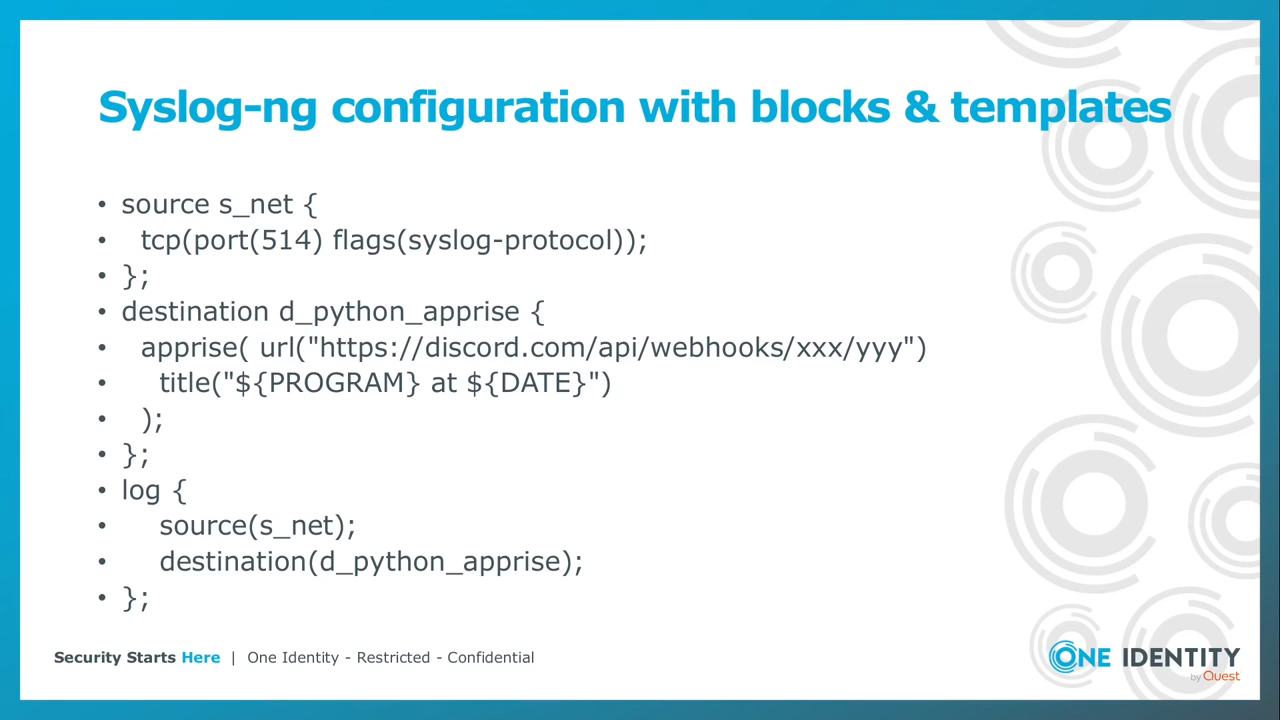 Syslog-ng configuration with blocks & templates
• source s_net {
•   tcp(port(514) flags(syslog-protocol));
• };
• destination d_python_apprise {
•   apprise( url("https://discord.com/api/webhooks/xxx/yyy")
•     title("${PROGRAM} at ${DATE}")
•   );
• };
• log {
•     source(s_net);
•     destination(d_python_apprise);
• };
Security Starts Here | One Identity - Restricted - Confidential
ONE IDENTITY
by Quest